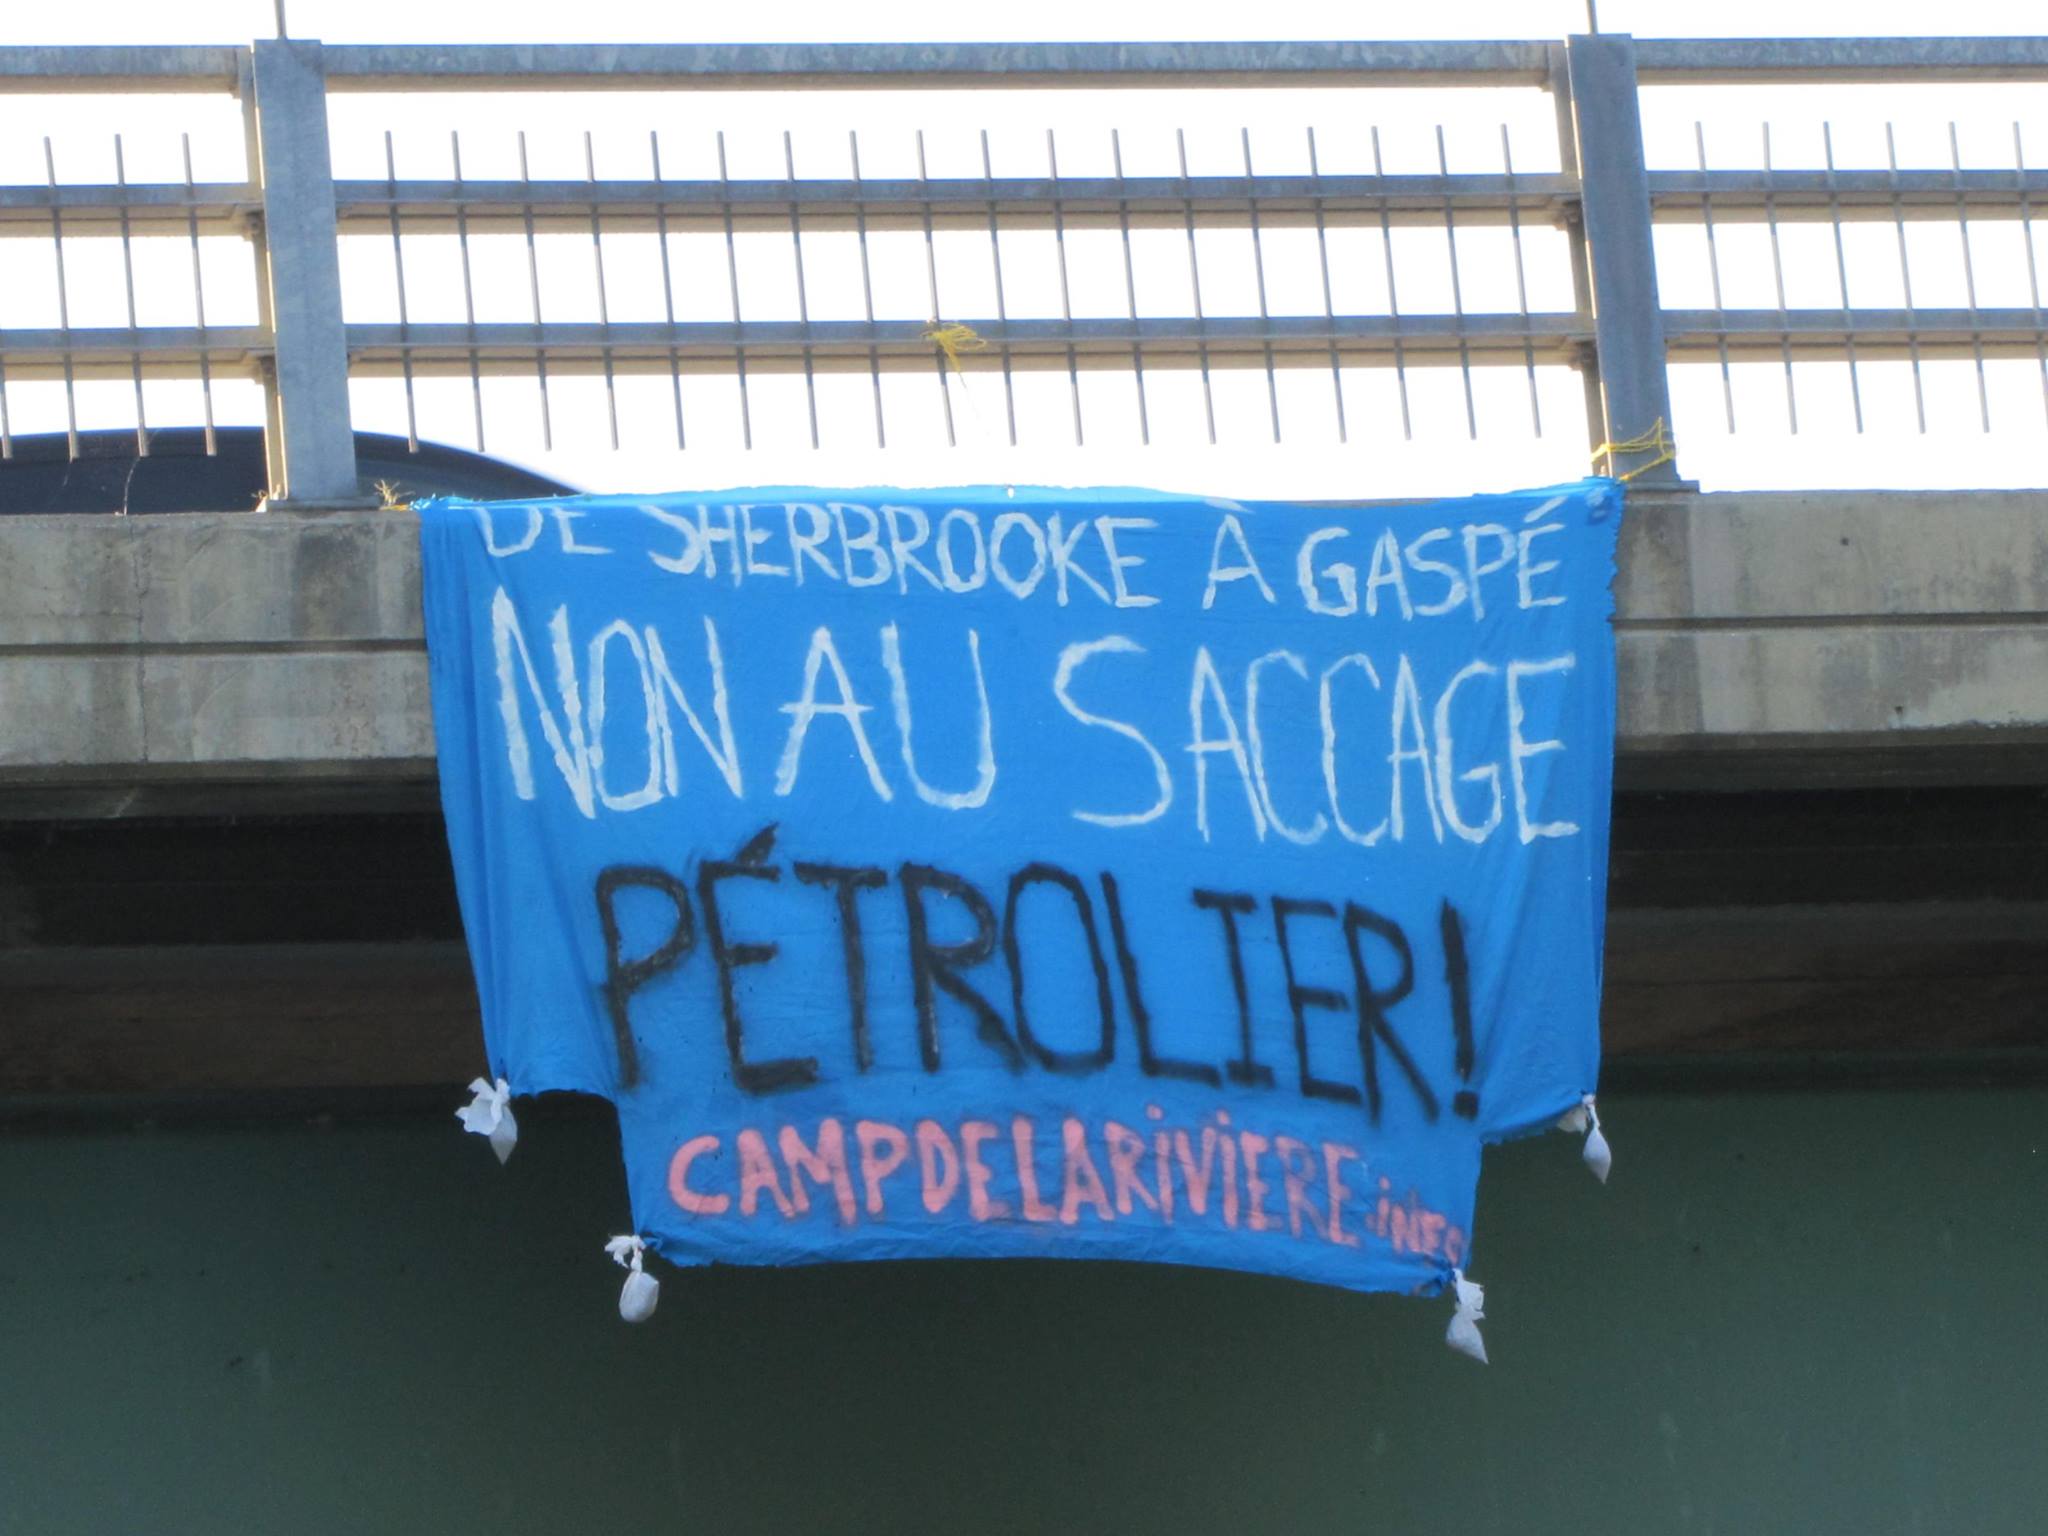 DE SHERBROOKE À GASPÉ
NON AU SACCAGE
PÉTROLIER!
CAMPDELARiViERE.iNFO